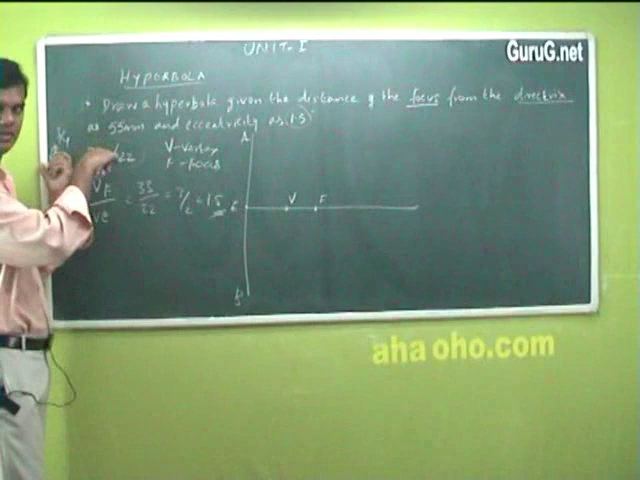 GuruG.net
UNIT-I
HYPERBOLA
Draw a hyperbola given the distance of the focus from the directrix
as 55mm and eccentricity as 1.5
A
V-vertex
F-focus
VF
VE = 33/22 = 3/2 = 1.5
E V F
B
aha oho.com